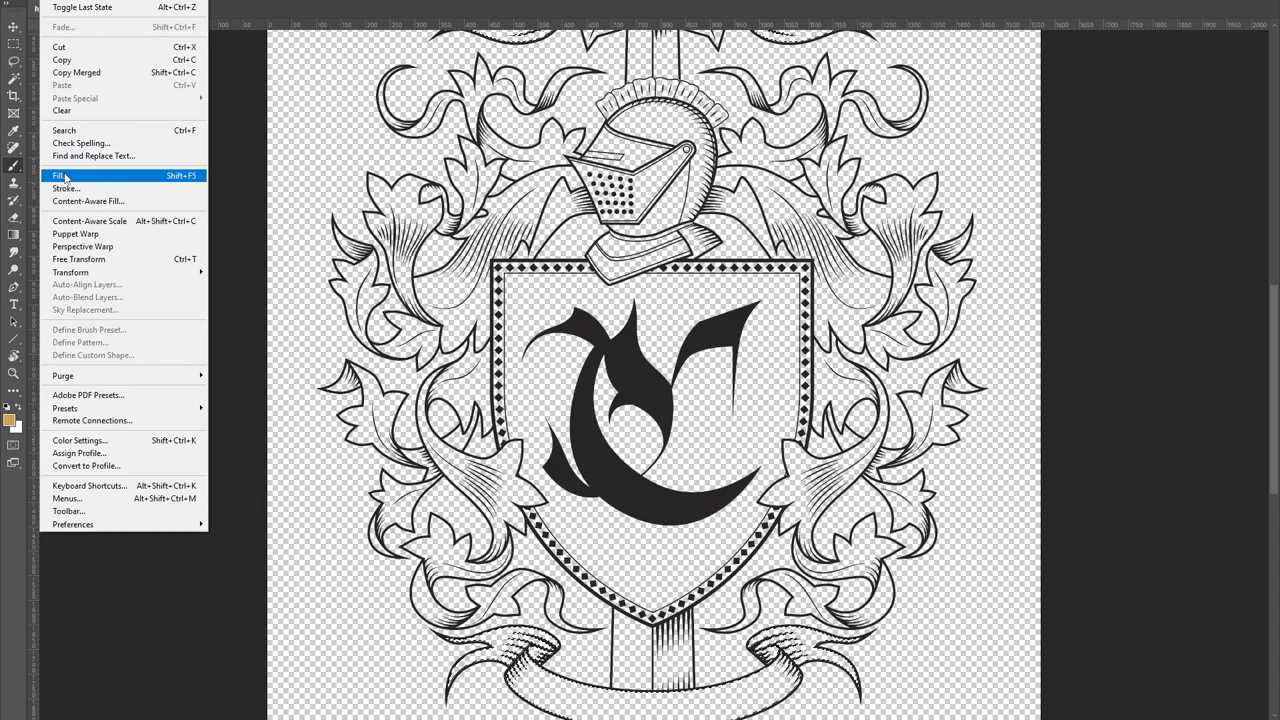 Toggle Last State Alt+Ctrl+Z
Fade... Shift+Ctrl+F
Cut Ctrl+X
Copy Ctrl+C
Copy Merged Shift+Ctrl+C
Paste Ctrl+V
Paste Special
Clear
Search Ctrl+F
Check Spelling...
Find and Replace Text...
Fill... Shift+F5
Stroke...
Content-Aware Fill...
Content-Aware Scale Alt+Shift+Ctrl+C
Puppet Warp
Perspective Warp
Free Transform Ctrl+T
Transform
Auto-Align Layers...
Auto-Blend Layers...
Sky Replacement...
Define Brush Preset...
Define Pattern...
Define Custom Shape...
Purge
Adobe PDF Presets...
Presets
Remote Connections...
Color Settings... Shift+Ctrl+K
Assign Profile...
Convert to Profile...
Keyboard Shortcuts... Alt+Shift+Ctrl+K
Menus... Alt+Shift+Ctrl+M
Toolbar...
Preferences